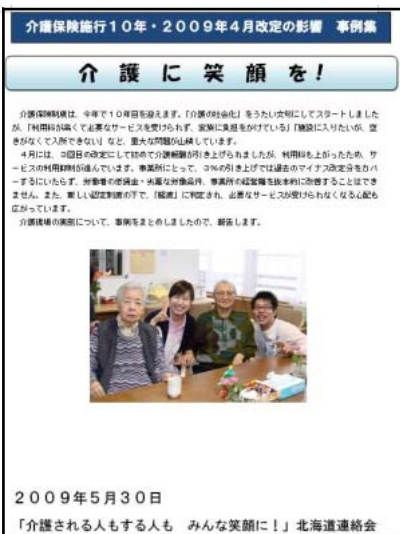 介護保険施行10年・2009年4月改定の影響 事例集
介護に笑顔を!
介護保険制度は、今年で10年目を迎えます。「介護の社会化」をうたい文句にしてスタートしました
が、「利用料が高くて必要なサービスを受けられず、家族に負担をかけている」「施設に入りたいが、空
きがなくて入所できない」など、重大な問題が山積しています。
4月には、3回目の改定にして初めて介護報酬が引き上げられましたが、利用料も上がったため、サ
ービスの利用抑制が進んでいます。事業所にとって、3%の引き上げでは過去のマイナス改定分をカバ
ーするにいたらず、労働者の低賃金・劣悪な労働条件、事業所の経営難を抜本的に改善することはでき
ません。また、新しい認定制度の下で、「軽度」に判定され、必要なサービスが受けられなくなる心配も
広がっています。
介護現場の実態について、事例をまとめましたので、報告します。
2009年5月30日
「介護される人もする人も みんな笑顔に!」北海道連絡会